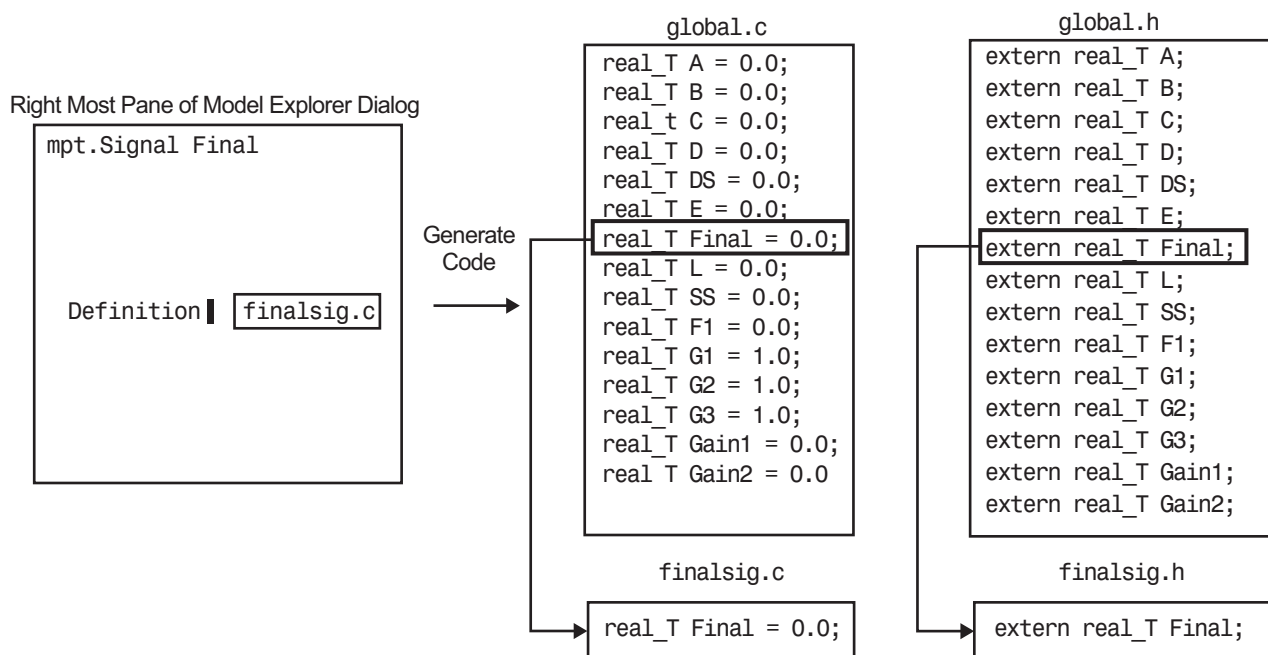 Right Most Pane of Model Explorer Dialog
mpt.Signal Final
Definition
finalsig.c
Generate
Code
global.c
real_T A = 0.0;
real_T B = 0.0;
real_t C = 0.0;
real_T D = 0.0;
real_T DS = 0.0;
real_T E = 0.0;
real_T Final = 0.0;
real_T L = 0.0;
real_T SS = 0.0;
real_T F1 = 0.0;
real_T G1 = 1.0;
real_T G2 = 1.0;
real_T G3 = 1.0;
real_T Gain1 = 0.0;
real T Gain2 = 0.0
finalsig.c
real_T Final = 0.0;
global.h
extern real_T A;
extern real_T B;
extern real_T C;
extern real_T D;
extern real_T DS;
extern real_T E;
extern real_T Final;
extern real_T L;
extern real_T SS;
extern real_T F1;
extern real_T G1;
extern real_T G2;
extern real_T G3;
extern real_T Gain1;
extern real_T Gain2;
finalsig.h
extern real_T Final;